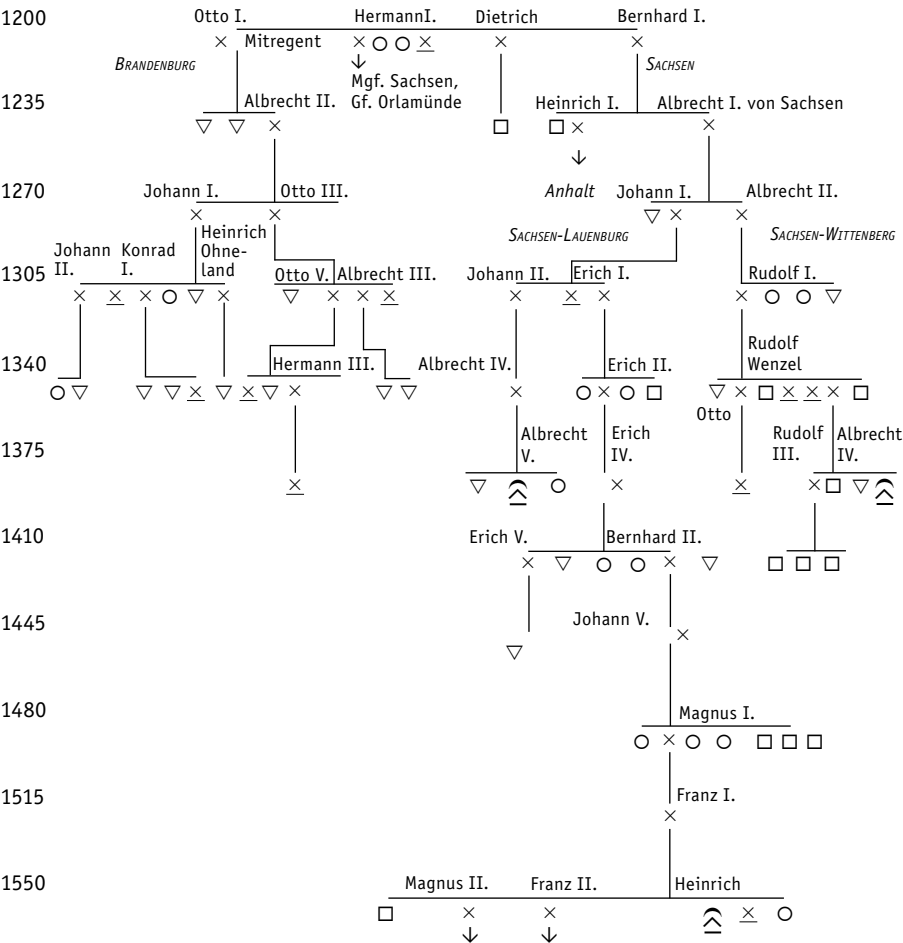 1200
Otto I.
HermannI.
Dietrich
Bernhard I.
Mitregent
BRANDENBURG
SACHSEN
Mgf. Sachsen,
Gf. Orlamünde
1235
Albrecht II.
Heinrich I.
Albrecht I. von Sachsen
1270
Johann I.
Otto III.
Anhalt
Johann I.
Albrecht II.
SACHSEN-LAUENBURG
SACHSEN-WITTENBERG
Johann
II.
Konrad
I.
Heinrich
Ohne-
land
1305
Otto V.
Albrecht III.
Johann II.
Erich I.
Rudolf I.
1340
Hermann III.
Albrecht IV.
Erich II.
Rudolf
Wenzel
Otto
1375
Albrecht
V.
Erich
IV.
Rudolf
III.
Albrecht
IV.
1410
Erich V.
Bernhard II.
1445
Johann V.
1480
Magnus I.
1515
Franz I.
1550
Magnus II.
Franz II.
Heinrich